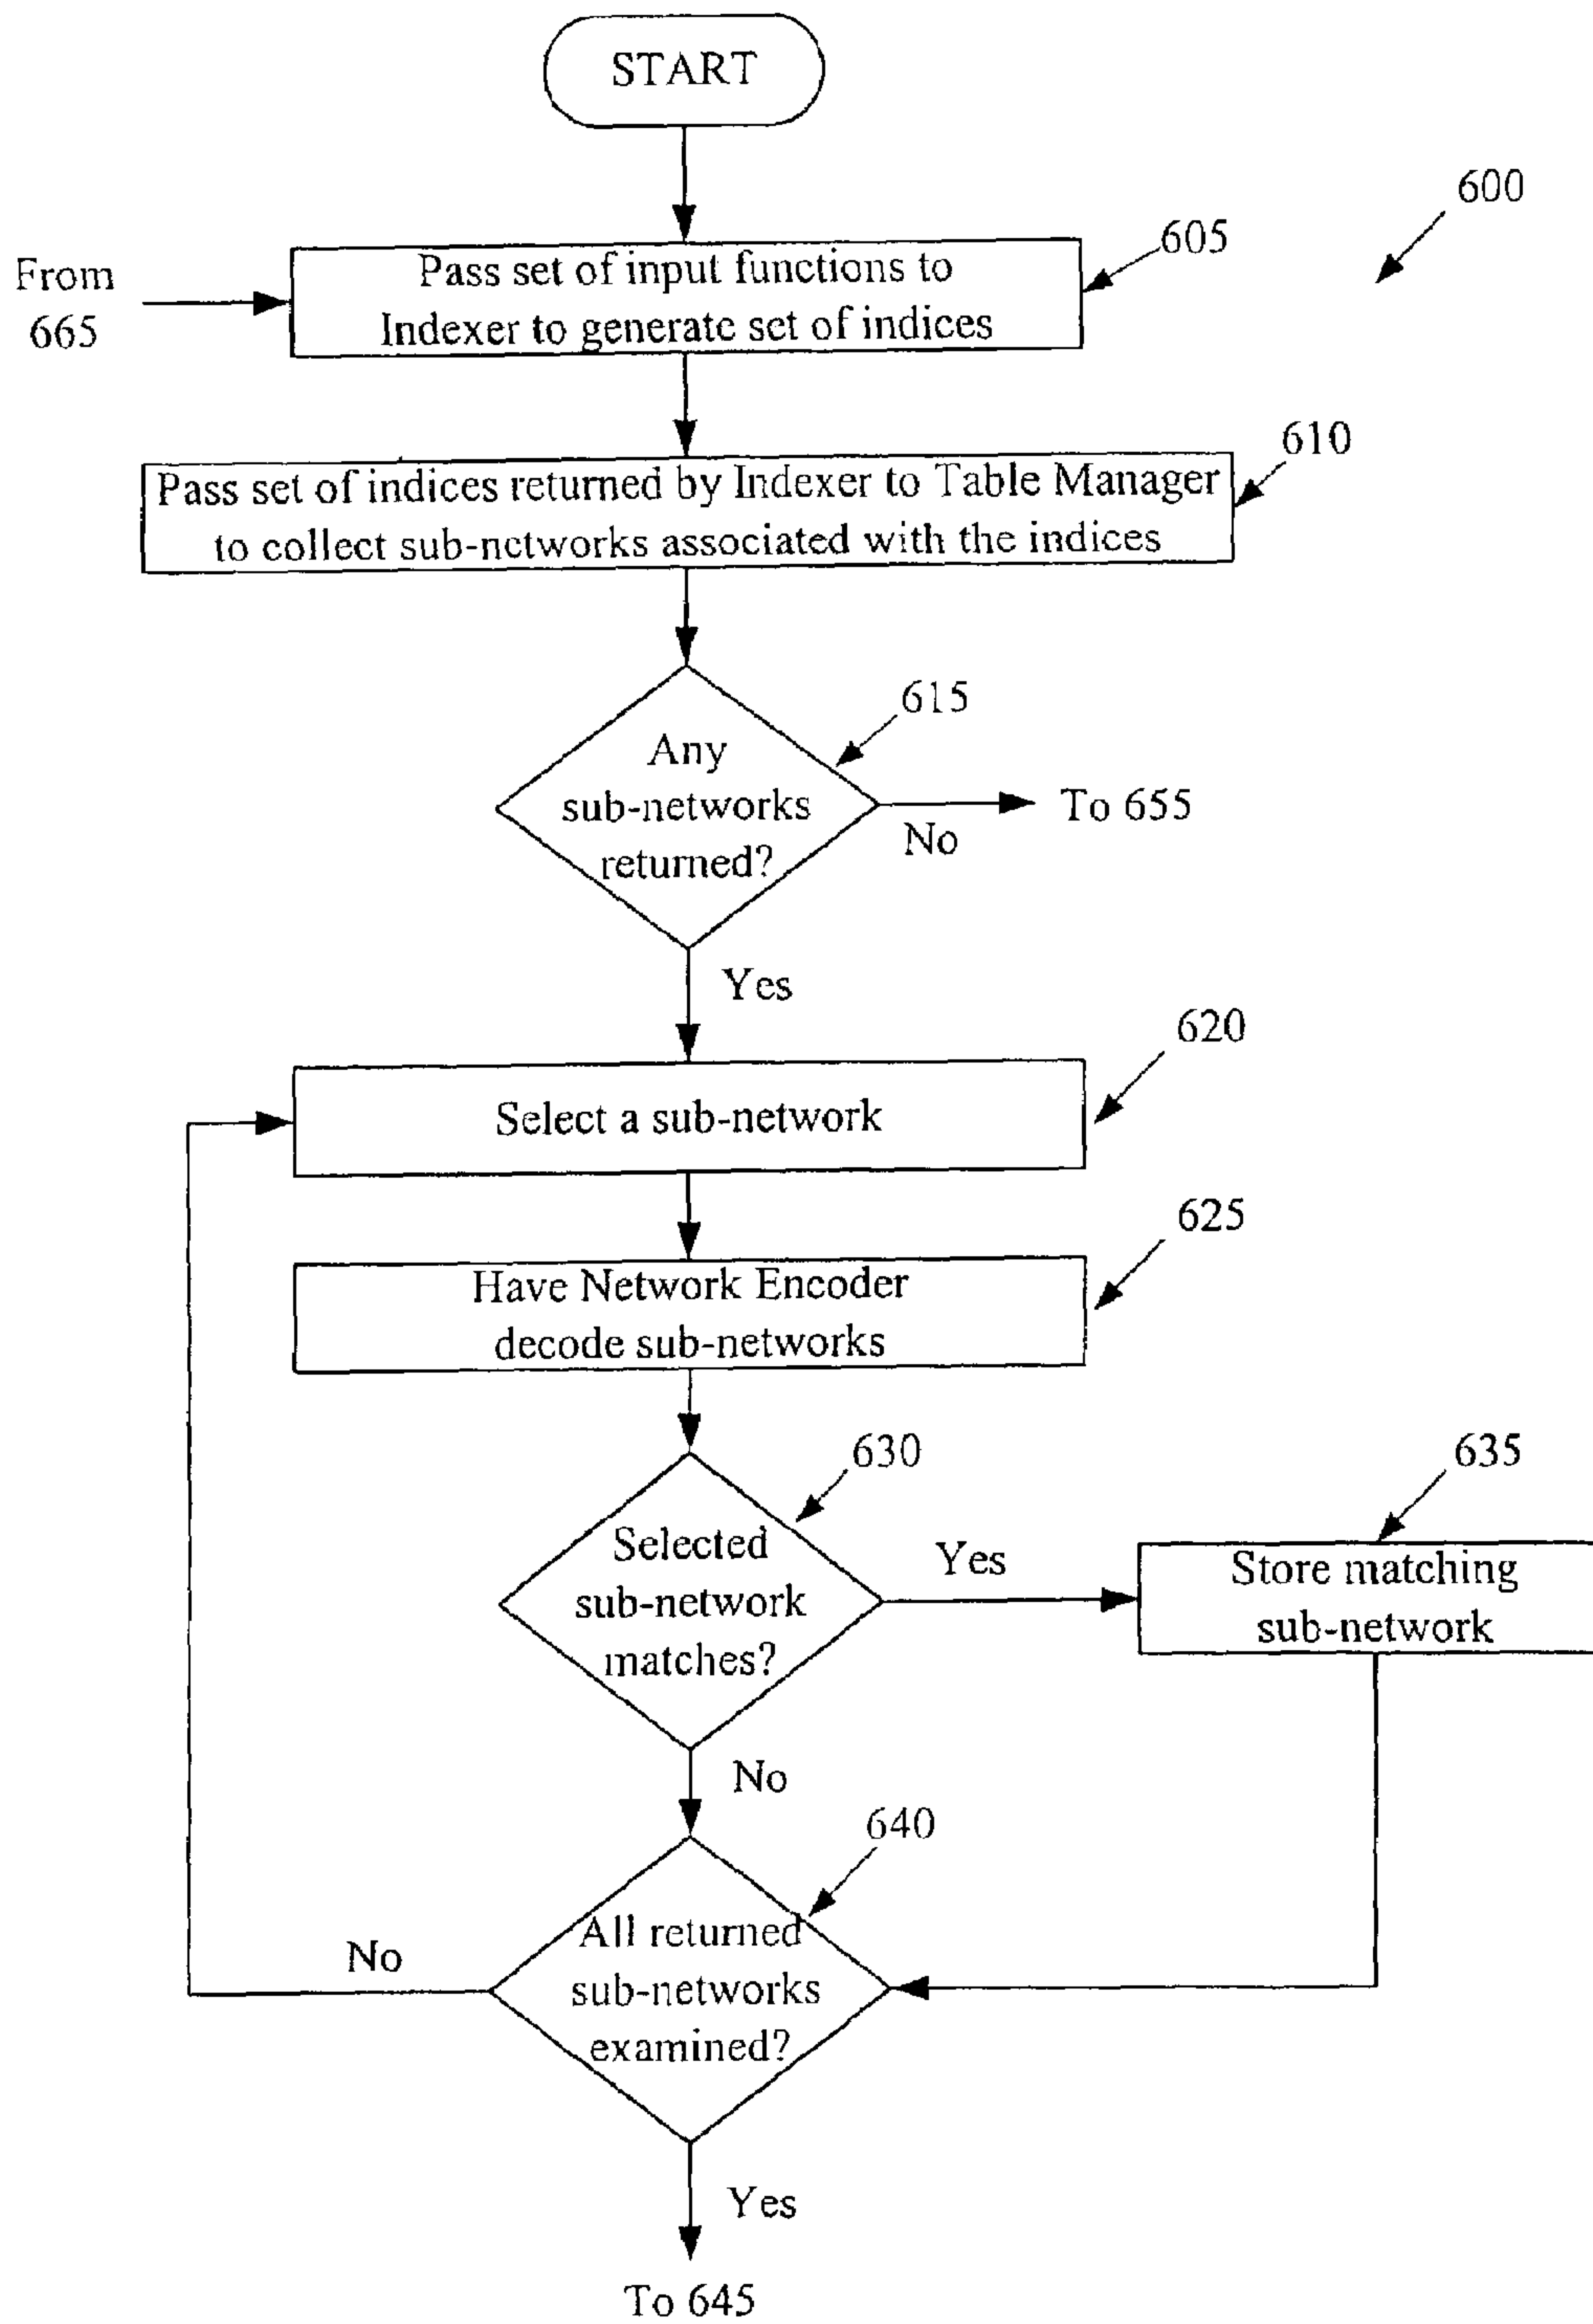 START
600
605
From
665
Pass set of input functions to
Indexer to generate set of indices
610
Pass set of indices returned by Indexer to Table Manager
to collect sub-networks associated with the indices
615
Any
sub-networks
returned?
No
To 655
Yes
620
Select a sub-network
625
Have Network Encoder
decode sub-networks
630
Selected
sub-network
matches?
Yes
635
Store matching
sub-network
No
640
All returned
sub-networks
examined?
No
Yes
To 645